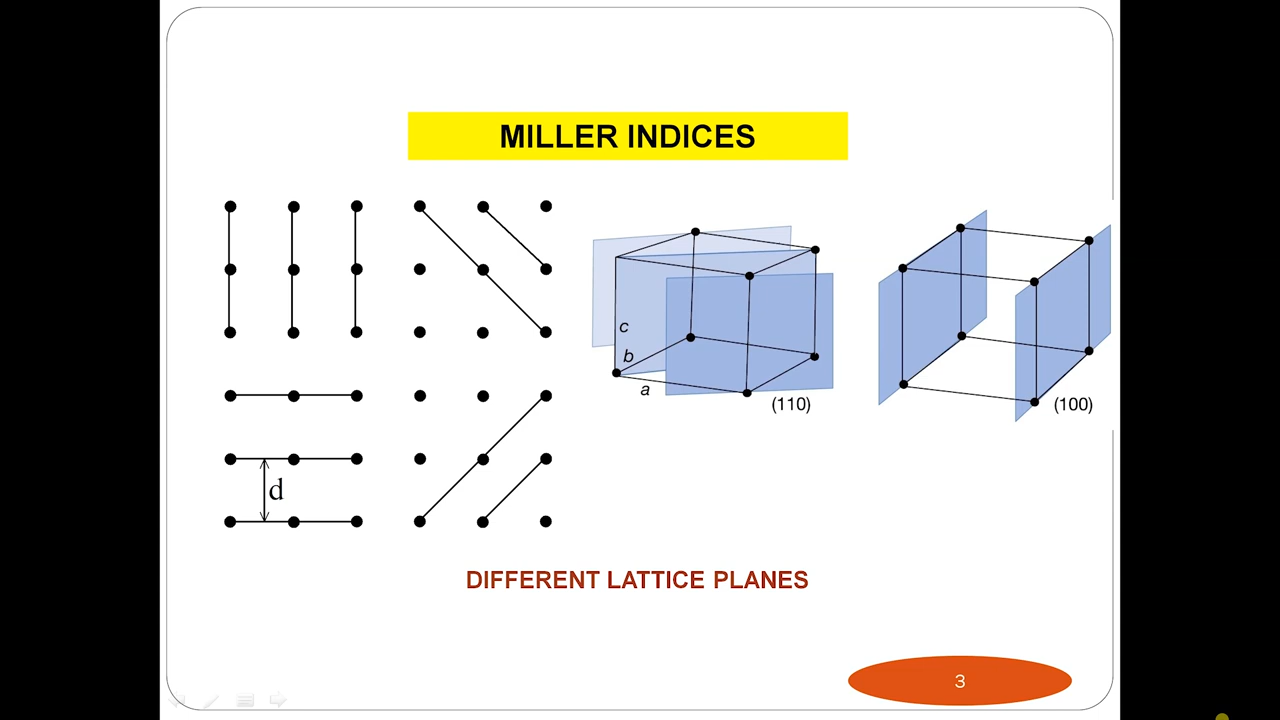 MILLER INDICES
c
b
a
(110)
(100)
d
DIFFERENT LATTICE PLANES
3